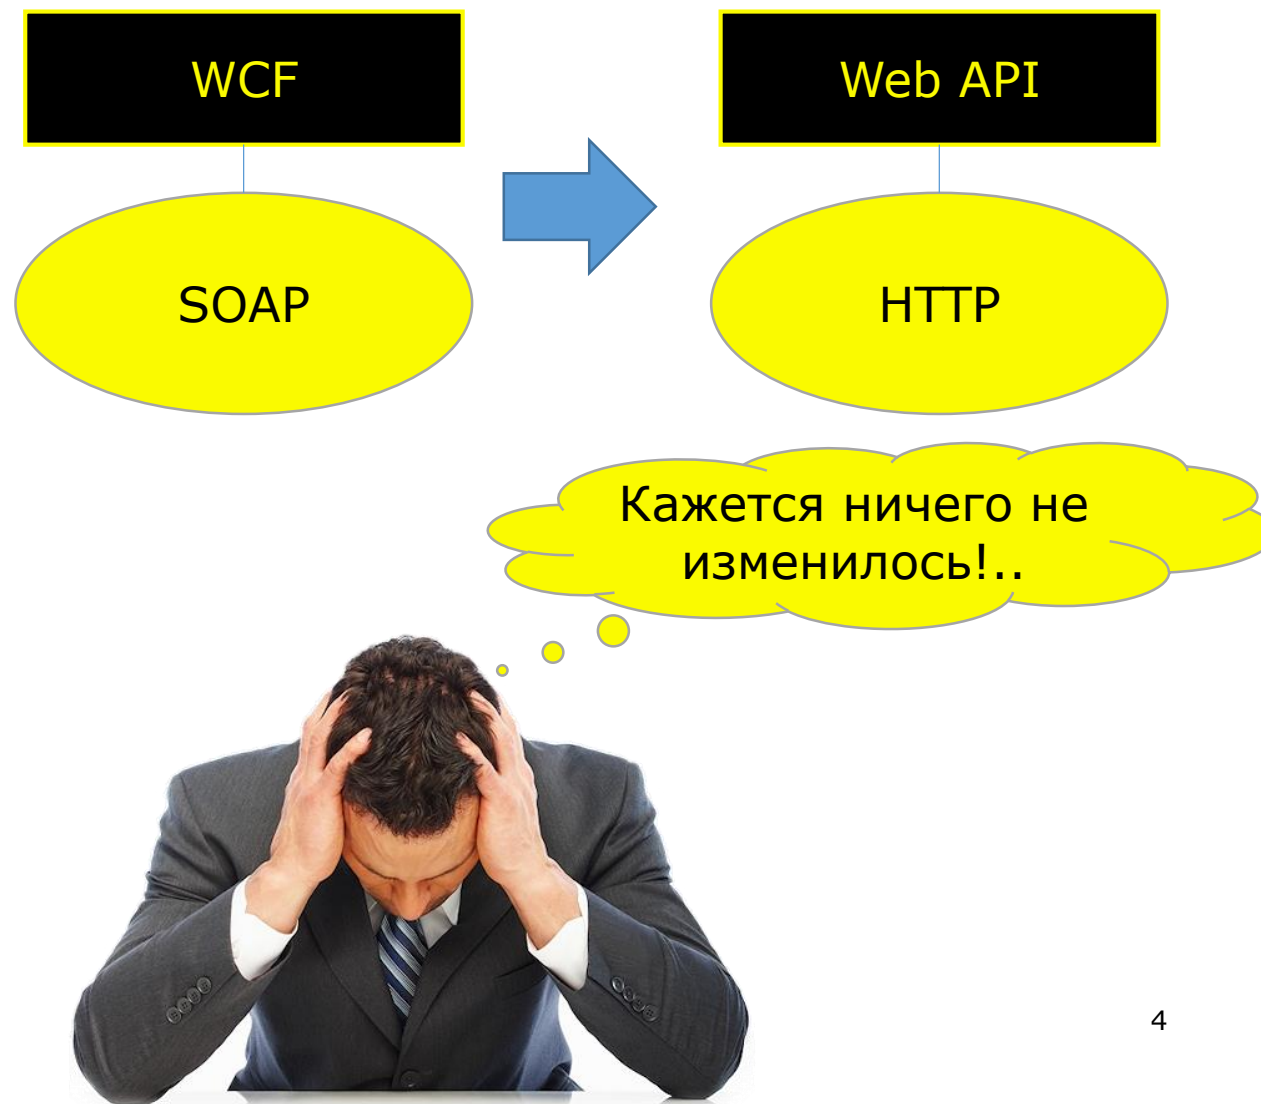 WCF
Web API
SOAP
HTTP
Кажется ничего не
изменилось!..
4